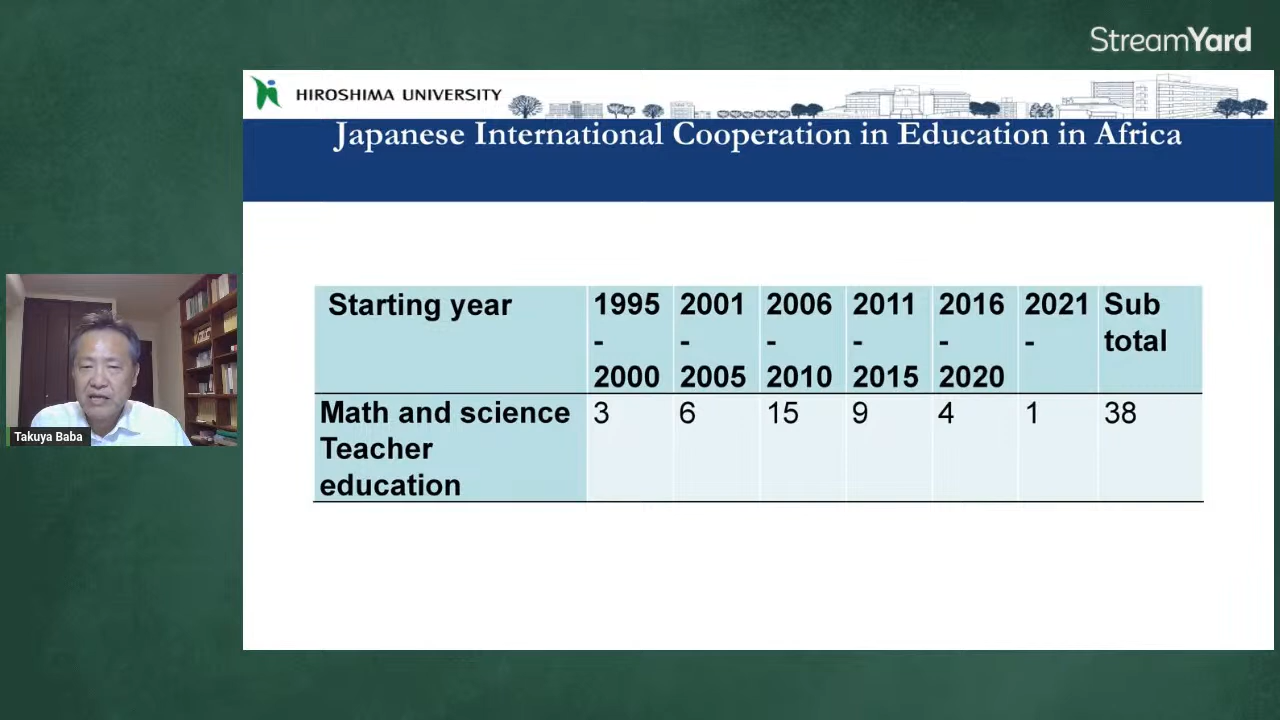 StreamYard
HIROSHIMA UNIVERSITY
Japanese International Cooperation in Education in Africa
Starting year 1995 - 2000 2001 - 2005 2006 - 2010 2011 - 2015 2016 - 2020 2021 - Sub total
Math and science Teacher education 3 6 15 9 4 1 38
Takuya Baba